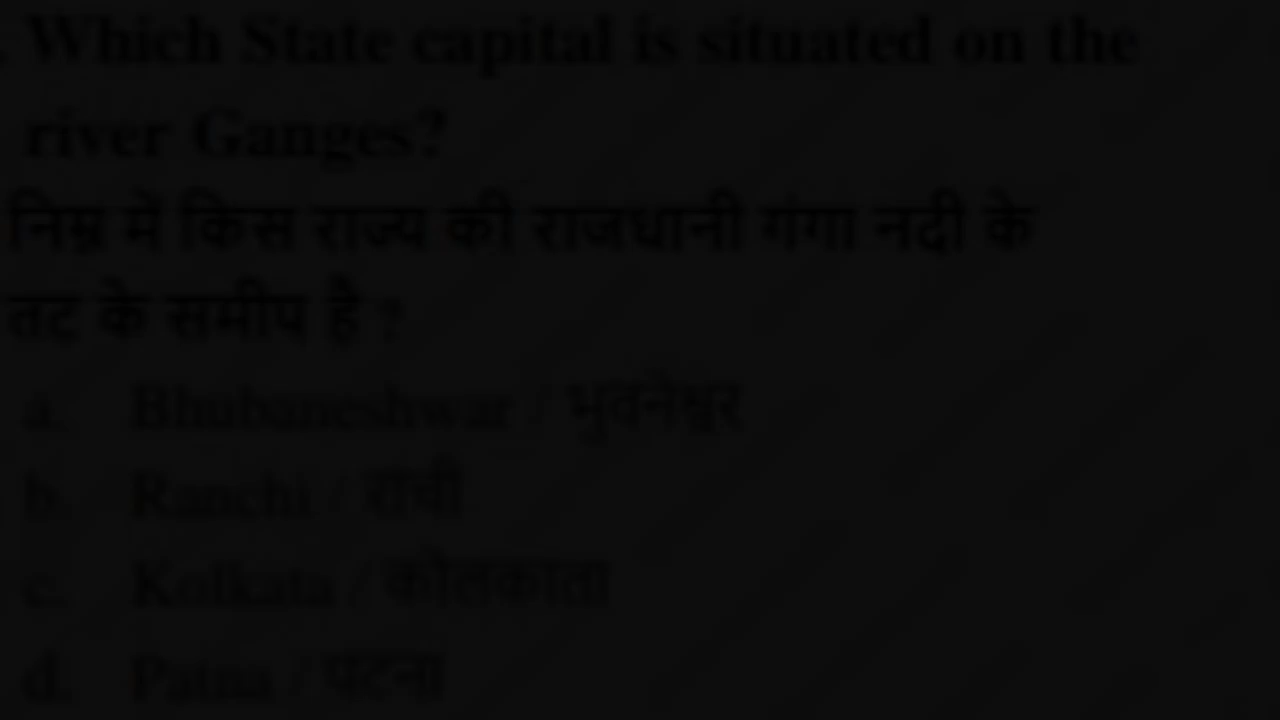 . Which State capital is situated on the
river Ganges?
निम्न में किस राज्य की राजधानी गंगा नदी के
तट के समीप है ?
a. Bhubaneshwar / भुवनेश्वर
b. Ranchi / रांची
c. Kolkata / कोलकाता
d. Patna / पटना